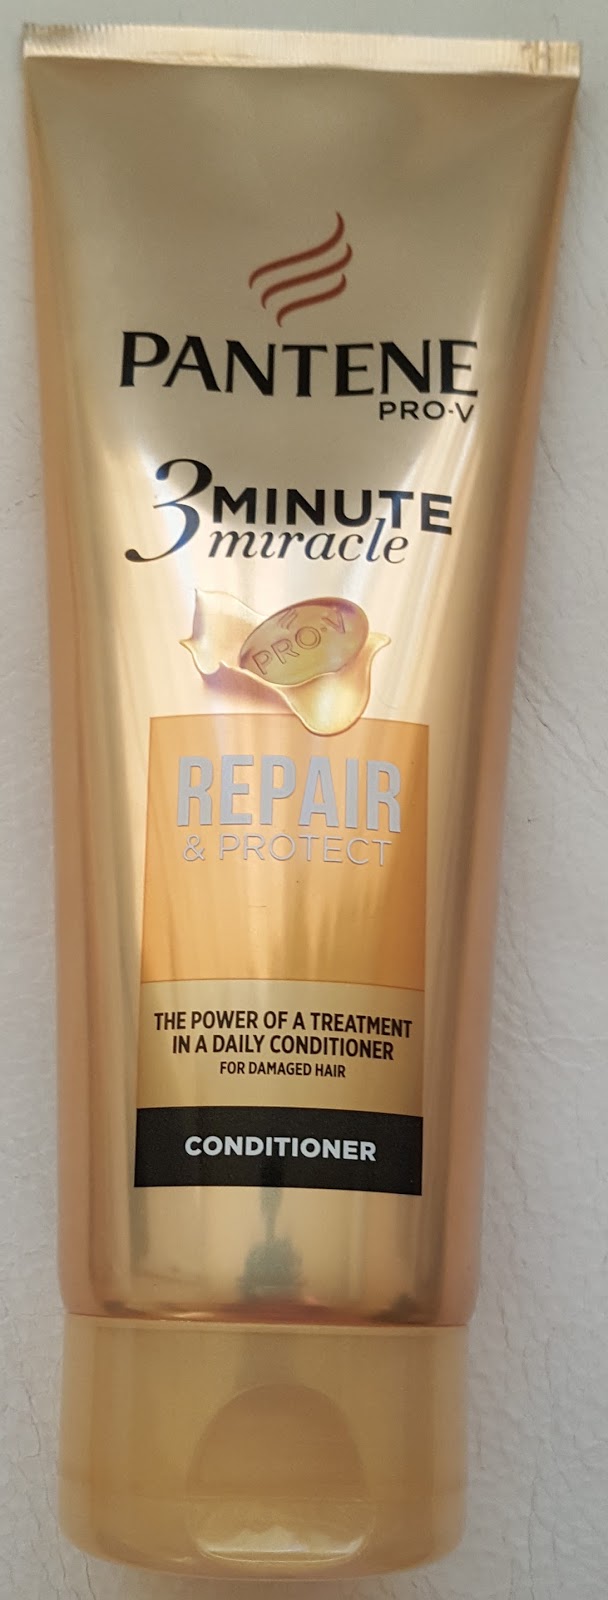 PANTENE
PRO-V
3 MINUTE
miracle
PRO-V
REPAIR
& PROTECT
THE POWER OF A TREATMENT
IN A DAILY CONDITIONER
FOR DAMAGED HAIR
CONDITIONER